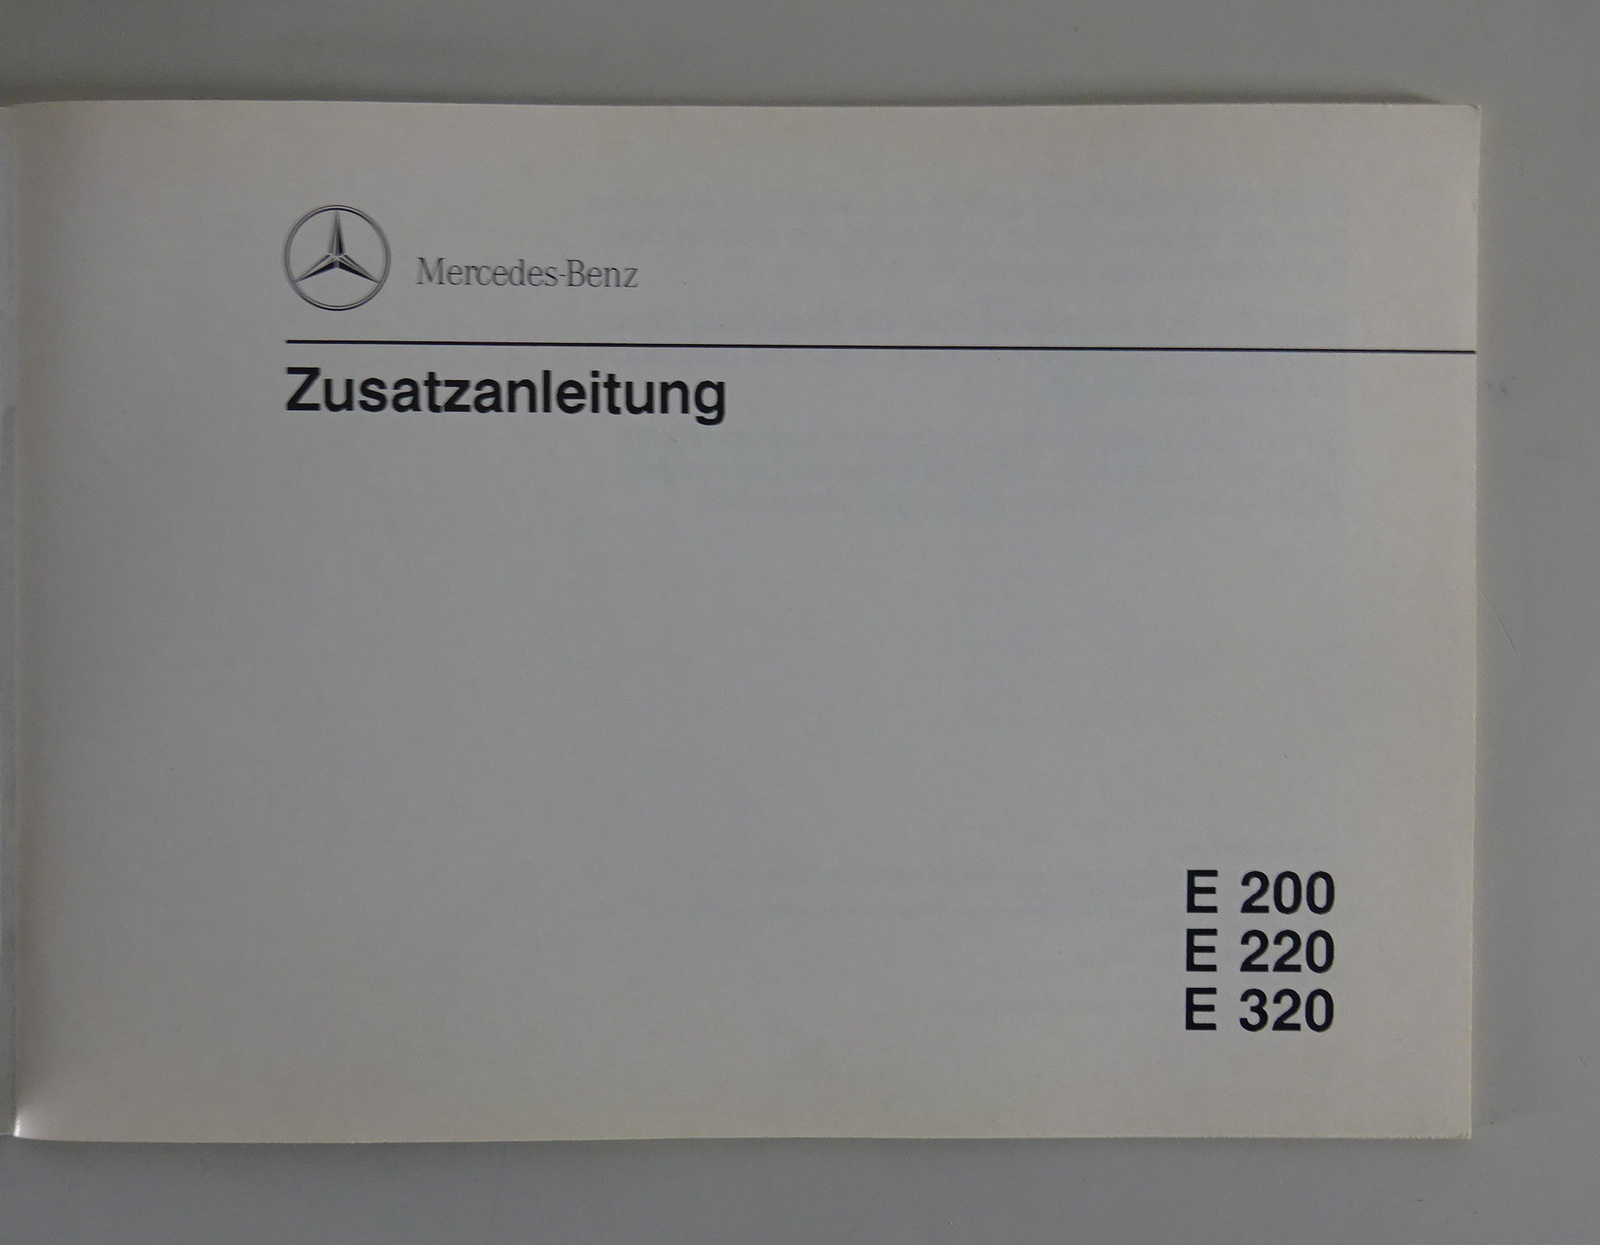 Mercedes-Benz
Zusatzanleitung
E 200
E 220
E 320